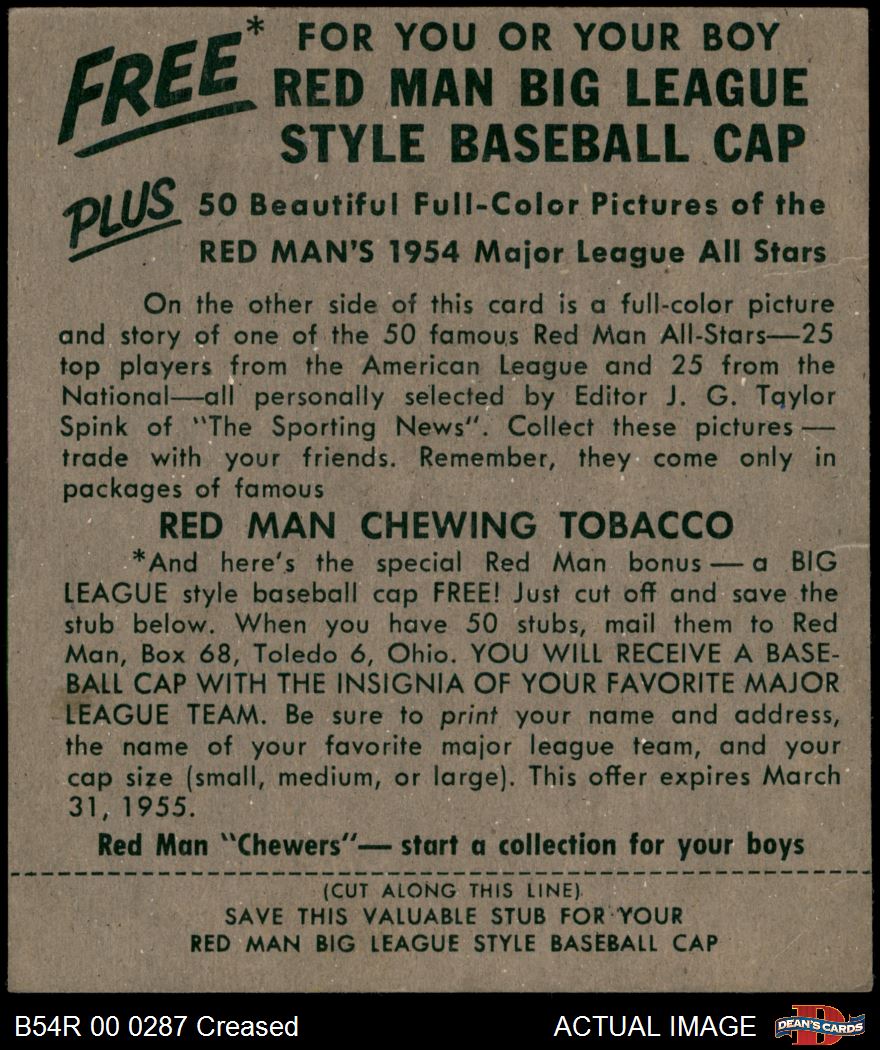 FREE* FOR YOU OR YOUR BOY
RED MAN BIG LEAGUE
STYLE BASEBALL CAP
PLUS 50 Beautiful Full-Color Pictures of the
RED MAN'S 1954 Major League All Stars
On the other side of this card is a full-color picture
and story of one of the 50 famous Red Man All-Stars—25
top players from the American League and 25 from the
National—all personally selected by Editor J. G. Taylor
Spink of "The Sporting News". Collect these pictures —
trade with your friends. Remember, they come only in
packages of famous
RED MAN CHEWING TOBACCO
*And here's the special Red Man bonus — a BIG
LEAGUE style baseball cap FREE! Just cut off and save the
stub below. When you have 50 stubs, mail them to Red
Man, Box 68, Toledo 6, Ohio. YOU WILL RECEIVE A BASE-
BALL CAP WITH THE INSIGNIA OF YOUR FAVORITE MAJOR
LEAGUE TEAM. Be sure to print your name and address,
the name of your favorite major league team, and your
cap size (small, medium, or large). This offer expires March
31, 1955.
Red Man "Chewers"— start a collection for your boys
(CUT ALONG THIS LINE)
SAVE THIS VALUABLE STUB FOR YOUR
RED MAN BIG LEAGUE STYLE BASEBALL CAP
B54R 00 0287 Creased ACTUAL IMAGE D DEAN'S CARDS